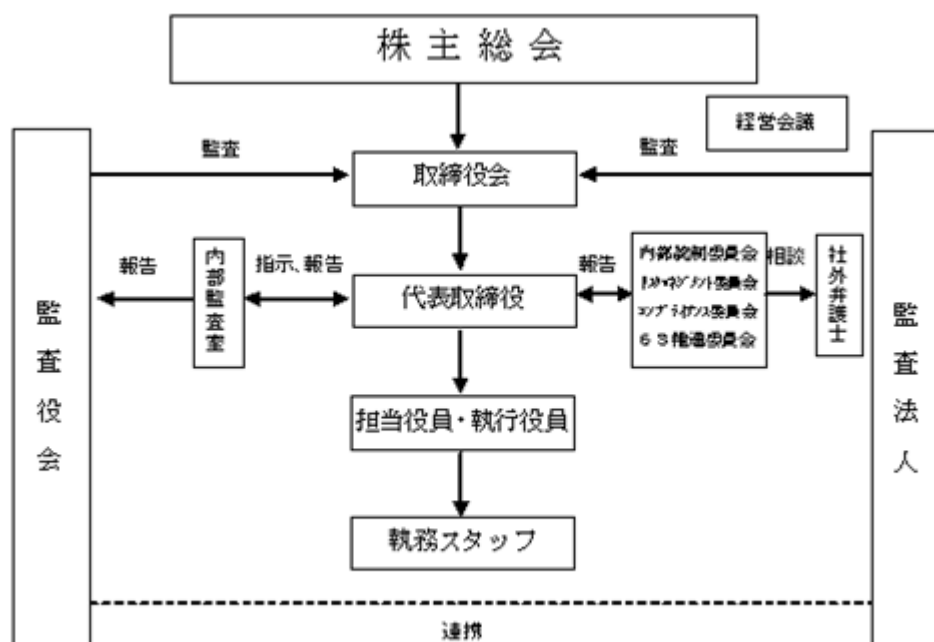 株主総会
経営会議
監査
監査
取締役会
報告
内部監査室
指示、報告
代表取締役
報告
内部統制委員会
リスクマネジメント委員会
コンプライアンス委員会
相談
社外弁護士
監査役会
監査法人
担当役員・執行役員
執務スタッフ
連携